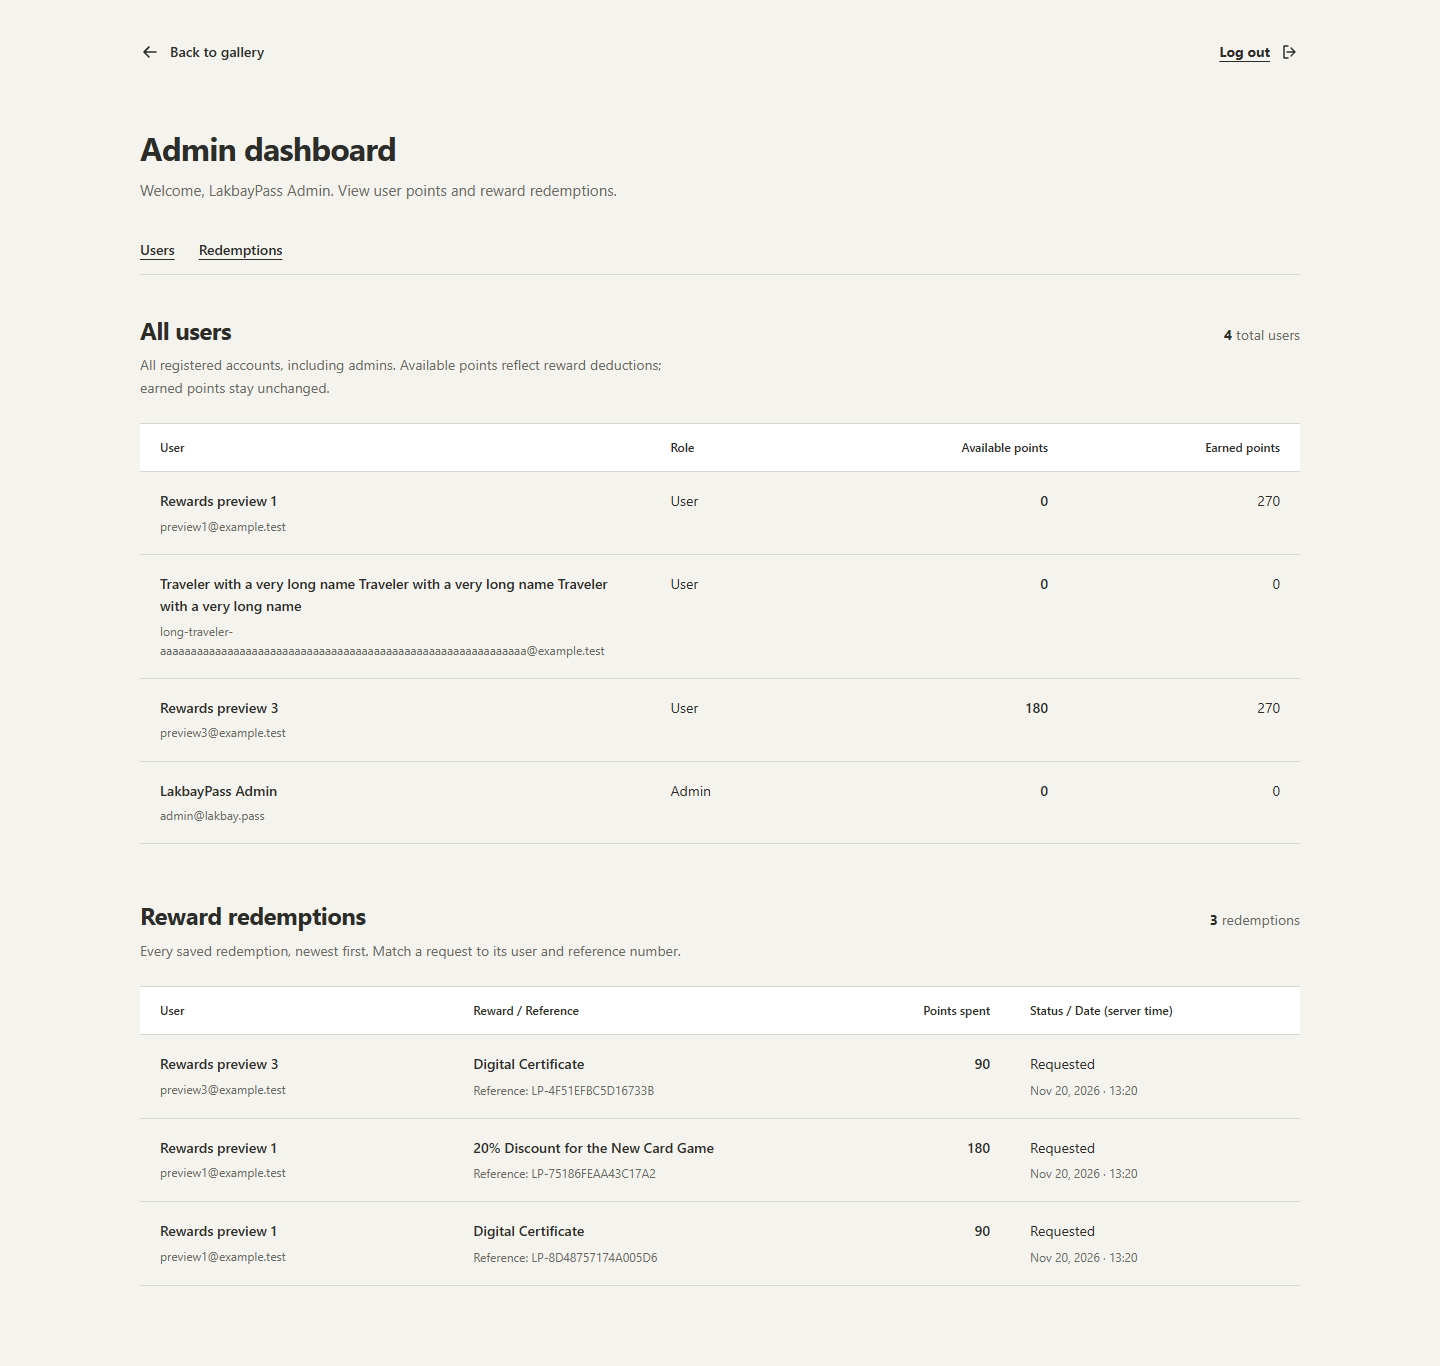 Back to gallery
Log out
Admin dashboard
Welcome, LakbayPass Admin. View user points and reward redemptions.
Users Redemptions
All users
4 total users
All registered accounts, including admins. Available points reflect reward deductions;
earned points stay unchanged.
User Role Available points Earned points
Rewards preview 1 User 0 270
preview1@example.test
Traveler with a very long name Traveler with a very long name Traveler User 0 0
with a very long name
long-traveler-
aaaaaaaaaaaaaaaaaaaaaaaaaaaaaaaaaaaaaaaaaaaaaaaaaaaaaaaaaaaa@example.test
Rewards preview 3 User 180 270
preview3@example.test
LakbayPass Admin Admin 0 0
admin@lakbay.pass
Reward redemptions
3 redemptions
Every saved redemption, newest first. Match a request to its user and reference number.
User Reward / Reference Points spent Status / Date (server time)
Rewards preview 3 Digital Certificate 90 Requested
preview3@example.test Reference: LP-4F51EFBC5D16733B Nov 20, 2026 · 13:20
Rewards preview 1 20% Discount for the New Card Game 180 Requested
preview1@example.test Reference: LP-75186FEAA43C17A2 Nov 20, 2026 · 13:20
Rewards preview 1 Digital Certificate 90 Requested
preview1@example.test Reference: LP-8D48757174A005D6 Nov 20, 2026 · 13:20